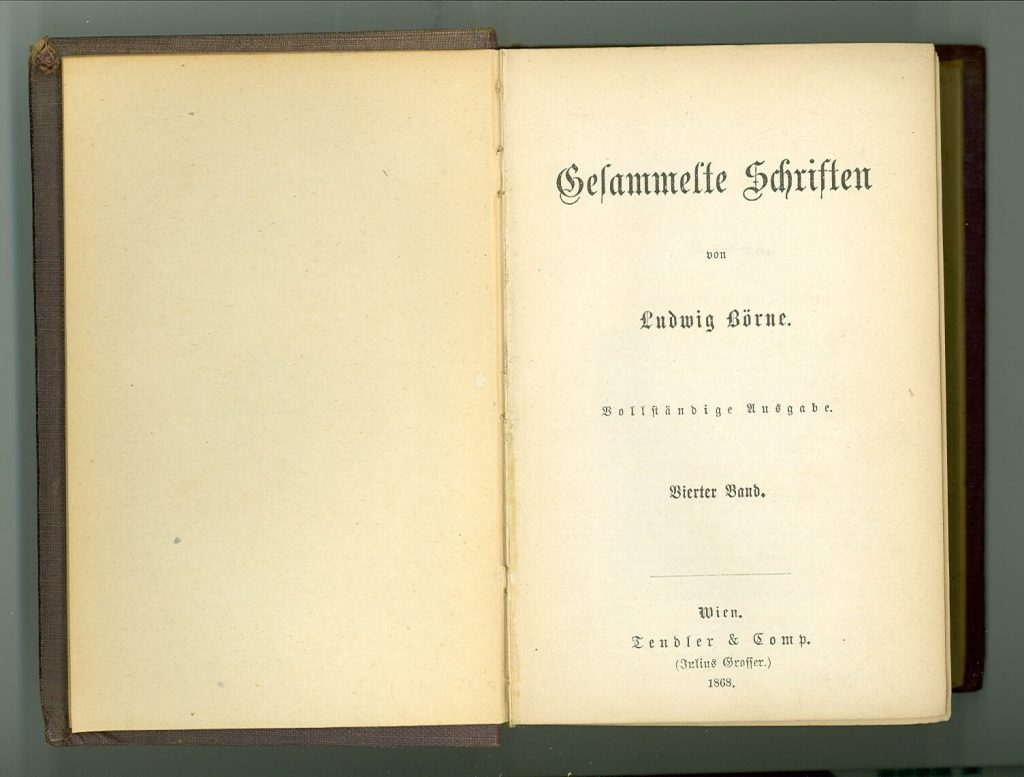 Gesammelte Schriften
von
Ludwig Börne.
Vollständige Ausgabe.
Vierter Band.
Wien.
Tendler & Comp.
(Julius Grosser.)
1868.